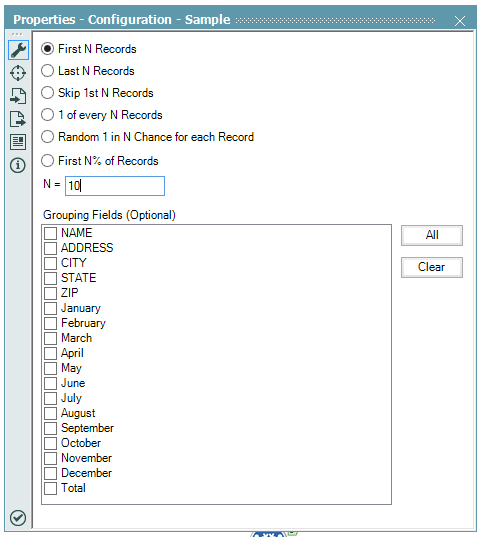 Properties - Configuration - Sample
First N Records
Last N Records
Skip 1st N Records
1 of every N Records
Random 1 in N Chance for each Record
First N% of Records
N = 10
Grouping Fields (Optional)
NAME
All
ADDRESS
CITY
Clear
STATE
ZIP
January
February
March
April
May
June
July
August
September
October
November
December
Total